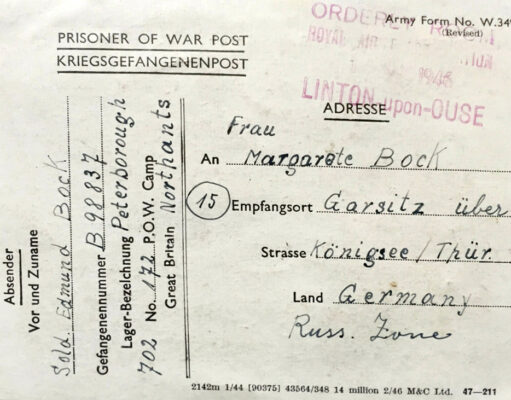 Army Form No. W.34
(Revised)
ORDERLY ROOM
ROYAL AIR
1948
LINTON upon-OUSE
PRISONER OF WAR POST
KRIEGSGEFANGENENPOST
ADRESSE
Frau
An Margarete Bock
15 Empfangsort Garsitz über
Strasse Königsee/Thür.
Land Germany
Russ. Zone
Absender
Vor und Zuname
Sold. Edmund Bock
Gefangenennummer B 98837
Lager-Bezeichnung Peterborough
702 No. 172 P.O.W. Camp
Great Britain Northants
2142m 1/44 [90375] 43564/348 14 million 2/46 M&C Ltd. 47—211